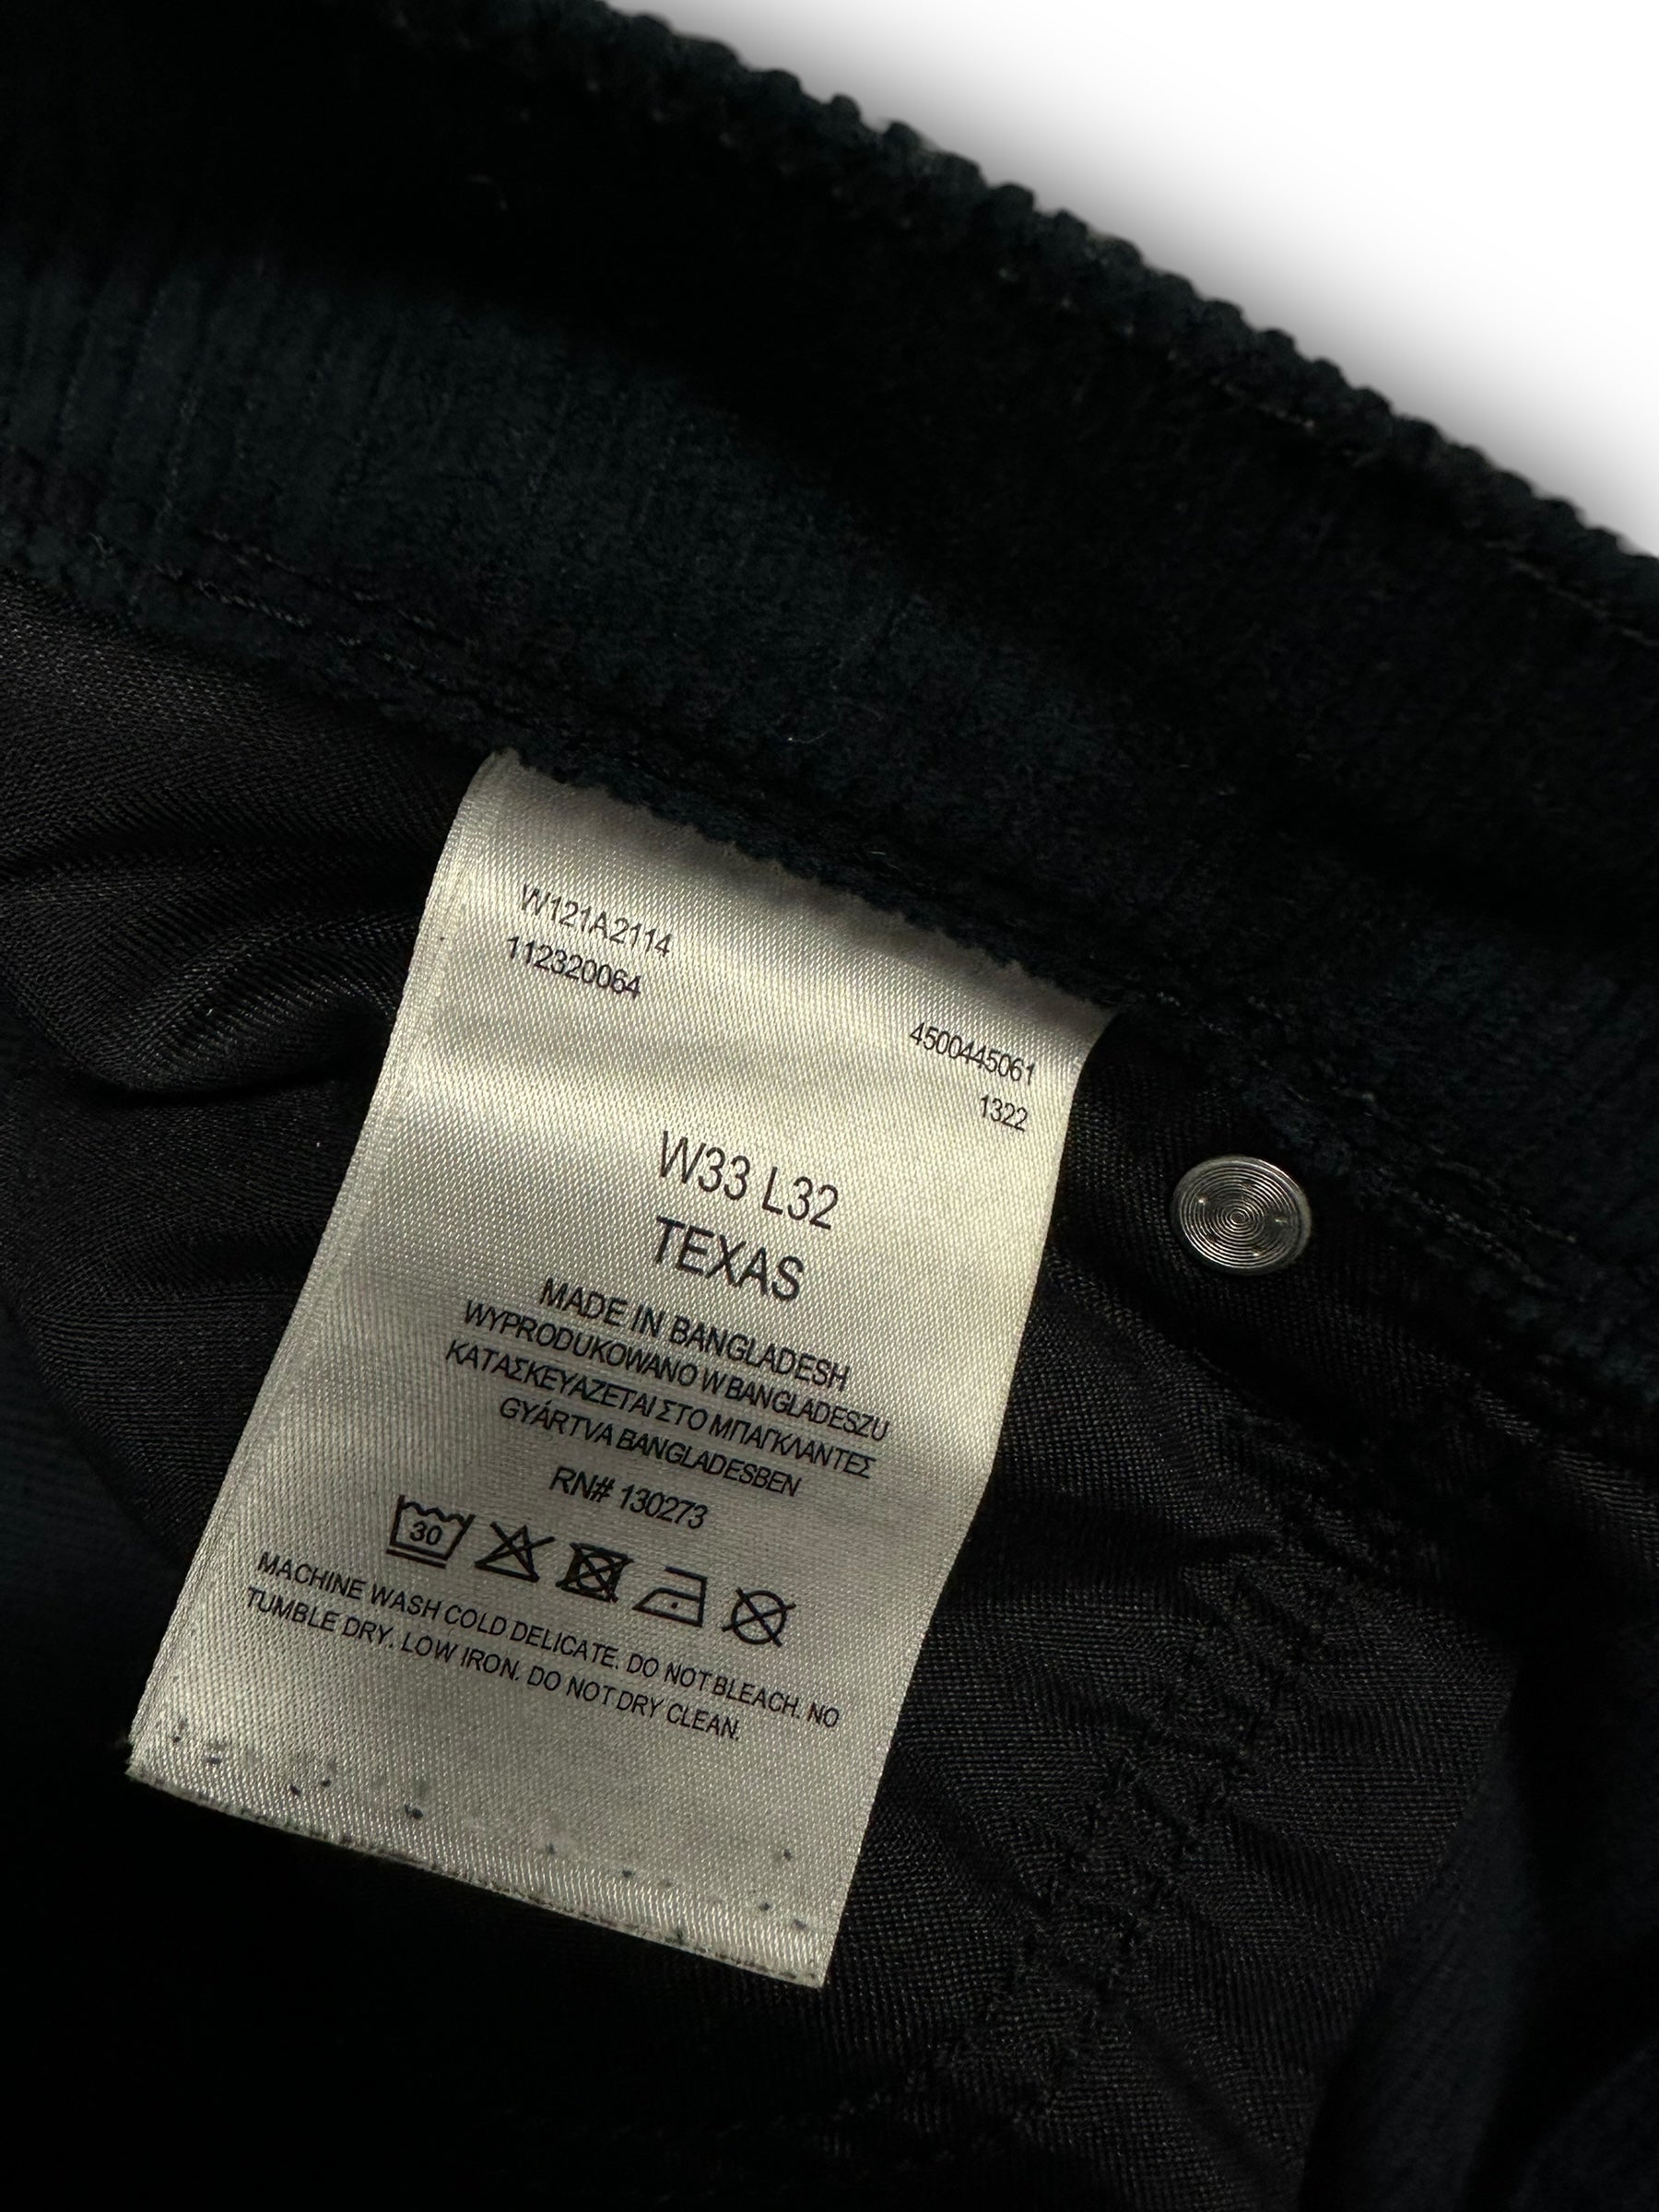 W121A2114
112320064
4500445061
1322
W33 L32
TEXAS
MADE IN BANGLADESH
WYPRODUKOWANO W BANGLADESZU
ΚΑΤΑΣΚΕΥΑΖΕΤΑΙ ΣΤΟ ΜΠΑΓΚΛΑΝΤΕΣ
GYÁRTVA BANGLADESBEN
RN# 130273
30
MACHINE WASH COLD DELICATE. DO NOT BLEACH. NO
TUMBLE DRY. LOW IRON. DO NOT DRY CLEAN.